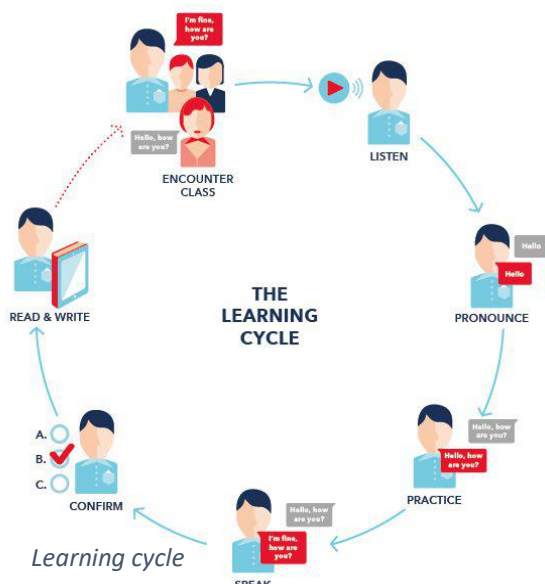 I'm fine,
how are
you?
Hello, how
are you?
ENCOUNTER
CLASS
LISTEN
Hello
Hello
PRONOUNCE
Hello, how
are you?
Hello, how
are you?
PRACTICE
Hello, how
are you?
I'm fine,
how are
you?
SPEAK
A.
B.
C.
CONFIRM
READ & WRITE
THE
LEARNING
CYCLE
Learning cycle